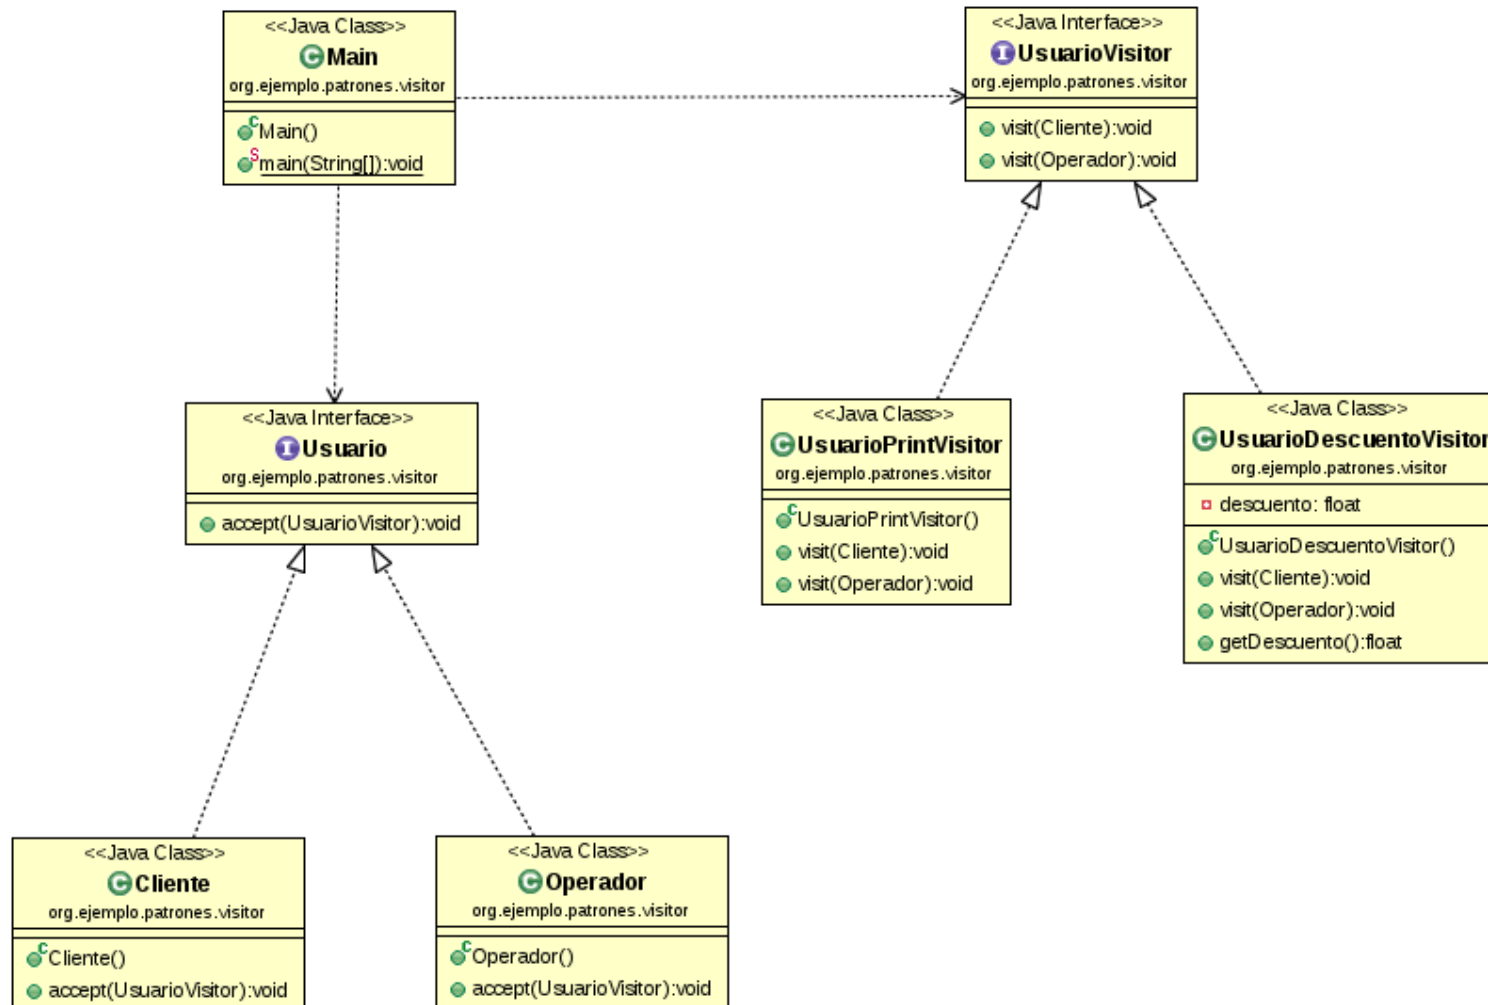 <<Java Class>>
Main
org.ejemplo.patrones.visitor
Main()
main(String[]):void
<<Java Interface>>
UsuarioVisitor
org.ejemplo.patrones.visitor
visit(Cliente):void
visit(Operador):void
<<Java Interface>>
Usuario
org.ejemplo.patrones.visitor
accept(UsuarioVisitor):void
<<Java Class>>
UsuarioPrintVisitor
org.ejemplo.patrones.visitor
UsuarioPrintVisitor()
visit(Cliente):void
visit(Operador):void
<<Java Class>>
UsuarioDescuentoVisitor
org.ejemplo.patrones.visitor
descuento: float
UsuarioDescuentoVisitor()
visit(Cliente):void
visit(Operador):void
getDescuento():float
<<Java Class>>
Cliente
org.ejemplo.patrones.visitor
Cliente()
accept(UsuarioVisitor):void
<<Java Class>>
Operador
org.ejemplo.patrones.visitor
Operador()
accept(UsuarioVisitor):void